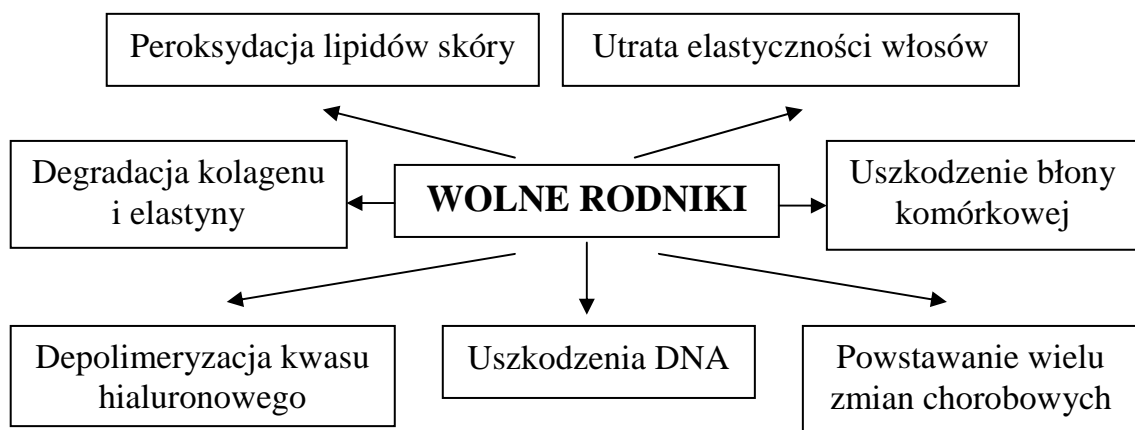 Peroksydacja lipidów skóry
Utrata elastyczności włosów
Degradacja kolagenu
i elastyny
WOLNE RODNIKI
Uszkodzenie błony
komórkowej
Depolimeryzacja kwasu
hialuronowego
Uszkodzenia DNA
Powstawanie wielu
zmian chorobowych